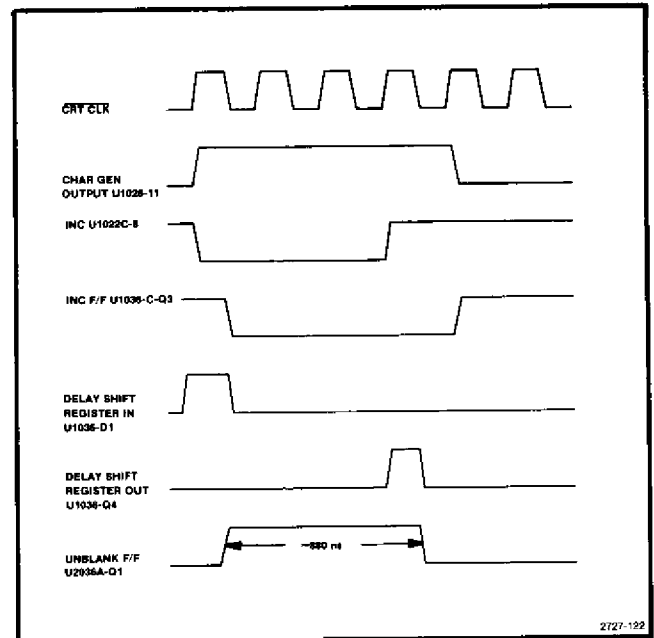 CRT CLK
CHAR GEN
OUTPUT U1026-11
INC U1022C-8
INC F/F U1036-C-Q3
DELAY SHIFT
REGISTER IN
U1036-D1
DELAY SHIFT
REGISTER OUT
U1036-Q4
ns
UNBLANK F/F
U2036A-Q1
2727-122